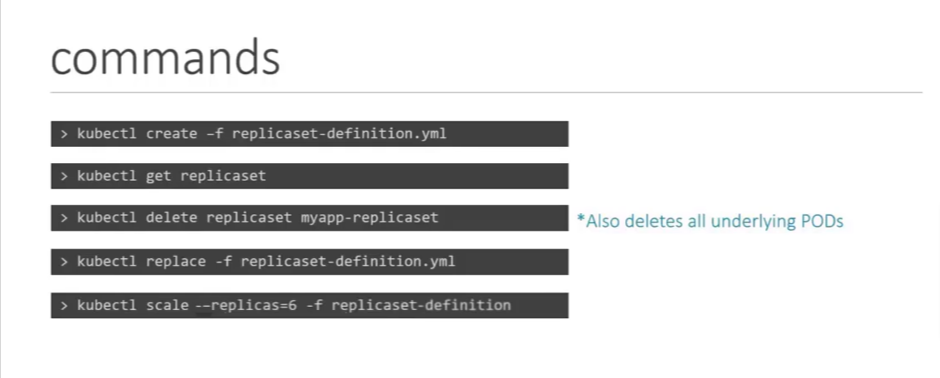 commands
> kubectl create –f replicaset-definition.yml
> kubectl get replicaset
> kubectl delete replicaset myapp-replicaset *Also deletes all underlying PODs
> kubectl replace -f replicaset-definition.yml
> kubectl scale --replicas=6 -f replicaset-definition